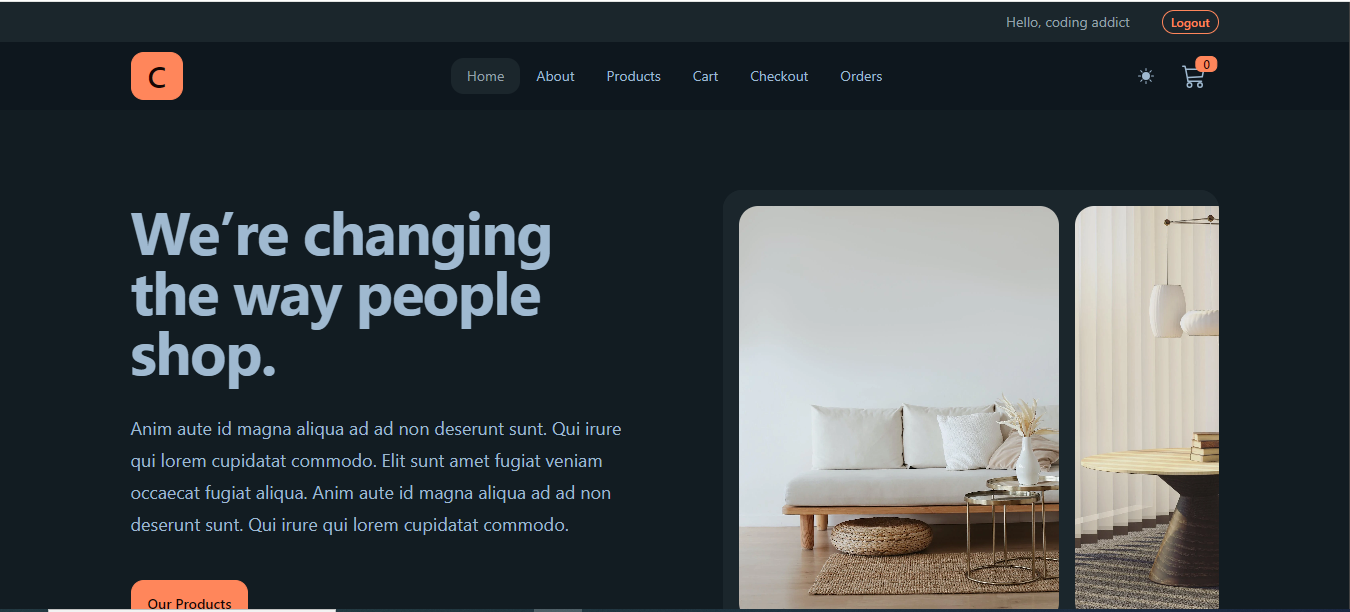 Hello, coding addict
Logout
C
Home
About
Products
Cart
Checkout
Orders
0
We’re changing
the way people
shop.
Anim aute id magna aliqua ad ad non deserunt sunt. Qui irure
qui lorem cupidatat commodo. Elit sunt amet fugiat veniam
occaecat fugiat aliqua. Anim aute id magna aliqua ad ad non
deserunt sunt. Qui irure qui lorem cupidatat commodo.
Our Products